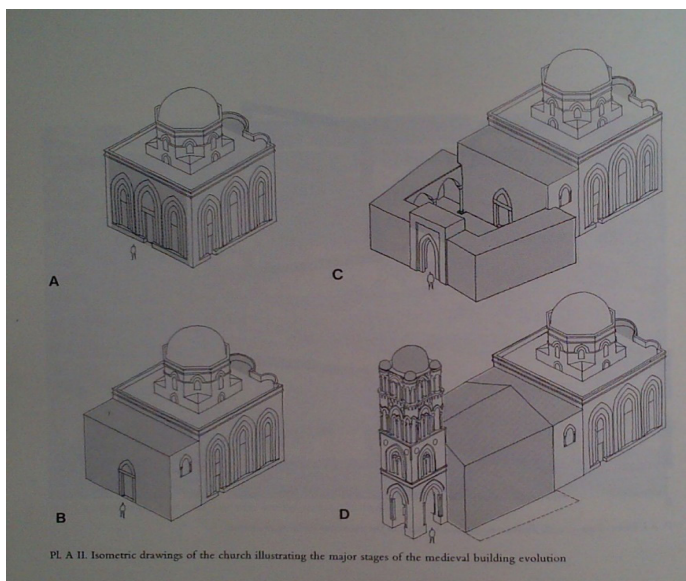 A
C
B
D
Pl. A II. Isometric drawings of the church illustrating the major stages of the medieval building evolution